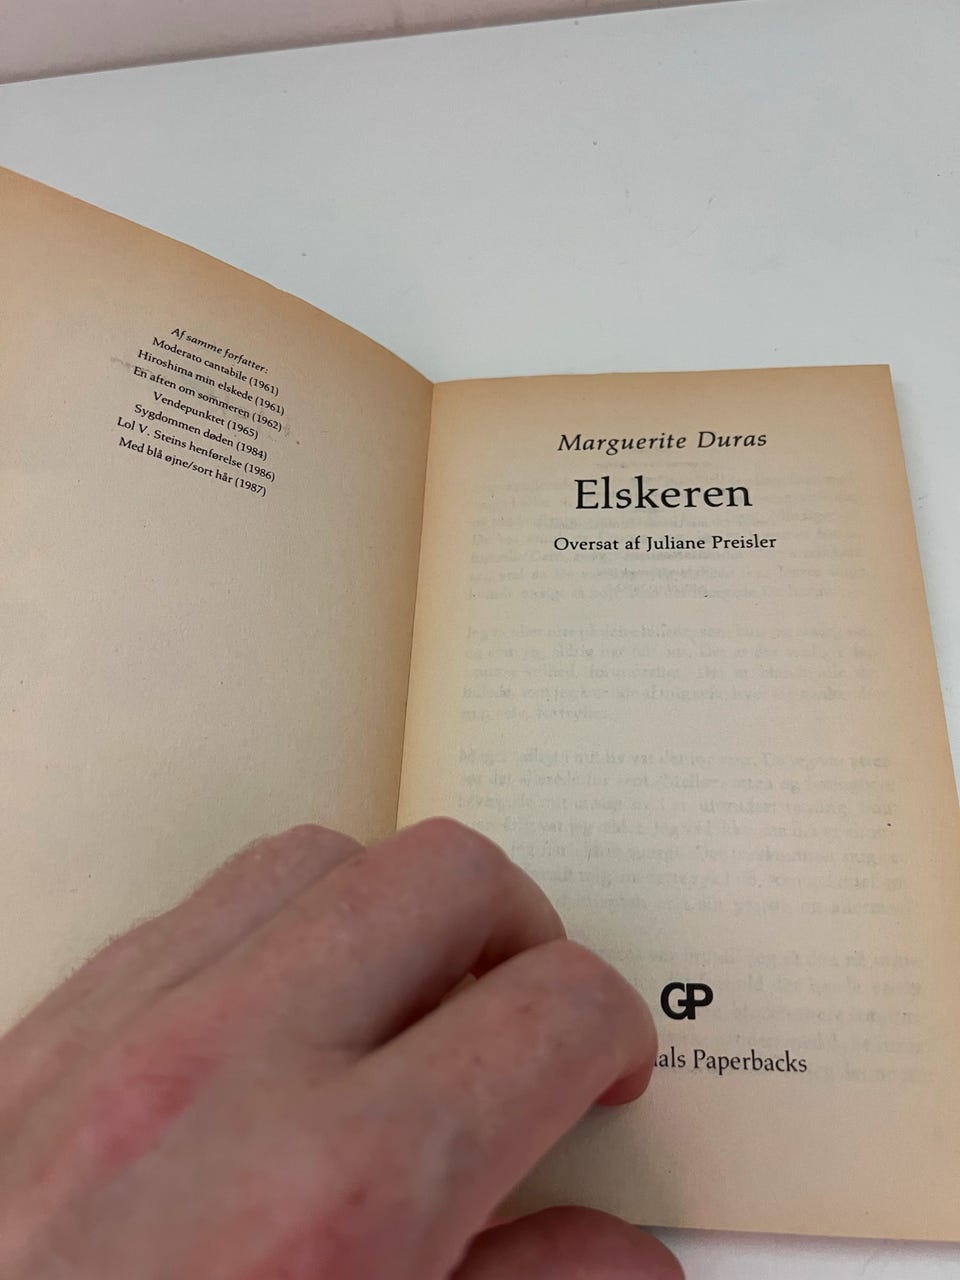 Af samme forfatter:
Moderato cantabile (1961)
Hiroshima min elskede (1961)
En aften om sommeren (1962)
Vendepunktet (1965)
Sygdommen døden (1984)
Lol V. Steins henførelse (1986)
Med blå øjne/sort hår (1987)
Marguerite Duras
Elskeren
Oversat af Juliane Preisler
GP
Paperbacks